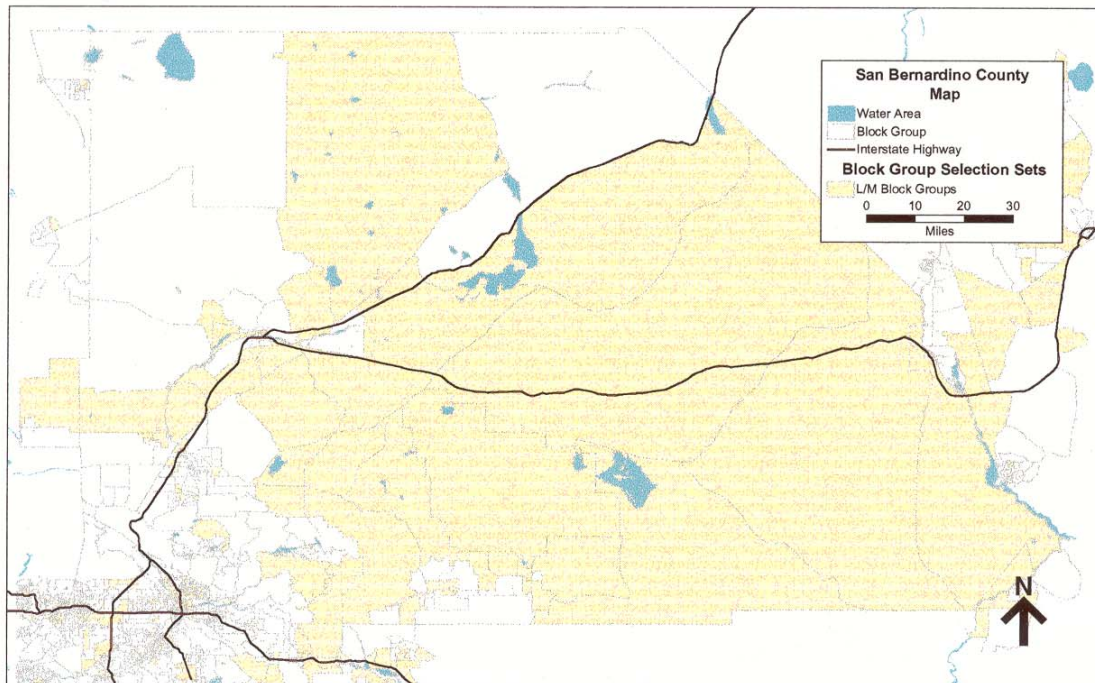 San Bernardino County
Map
Water Area
Block Group
Interstate Highway
Block Group Selection Sets
L/M Block Groups
0 10 20 30
Miles
N